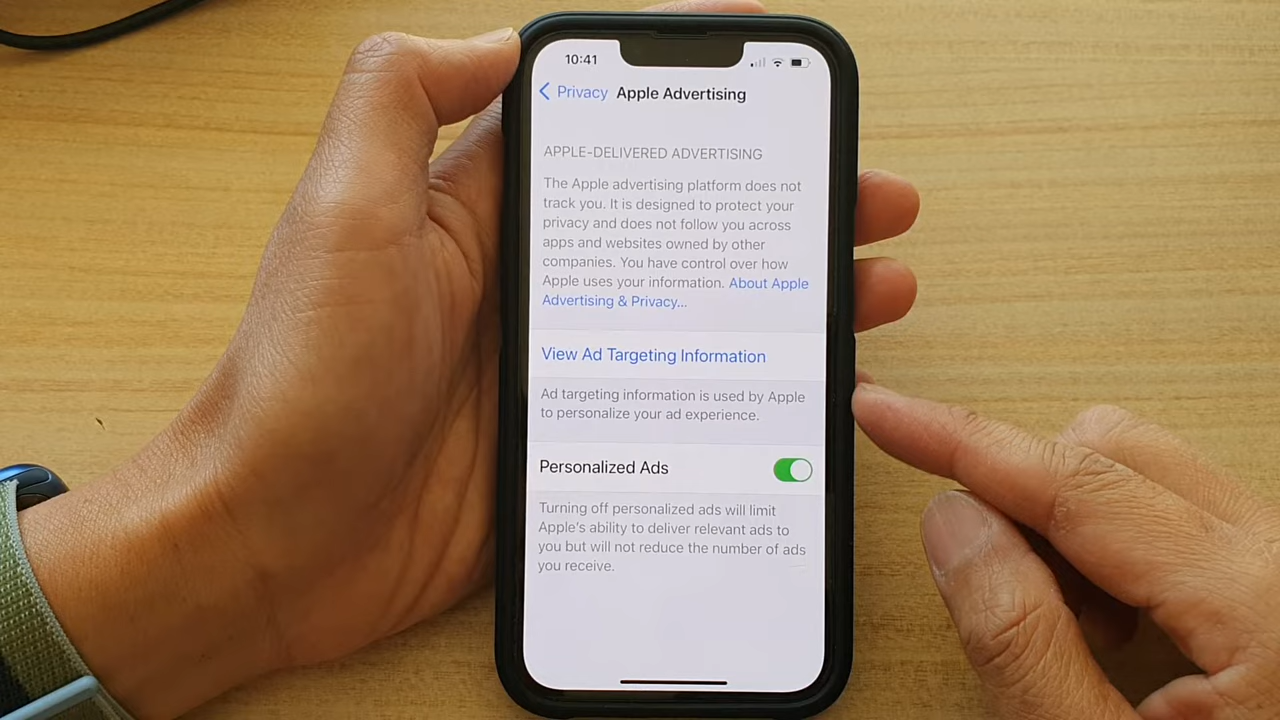 10:41
Privacy Apple Advertising
APPLE-DELIVERED ADVERTISING
The Apple advertising platform does not
track you. It is designed to protect your
privacy and does not follow you across
apps and websites owned by other
companies. You have control over how
Apple uses your information. About Apple
Advertising & Privacy...
View Ad Targeting Information
Ad targeting information is used by Apple
to personalize your ad experience.
Personalized Ads
Turning off personalized ads will limit
Apple's ability to deliver relevant ads to
you but will not reduce the number of ads
you receive.